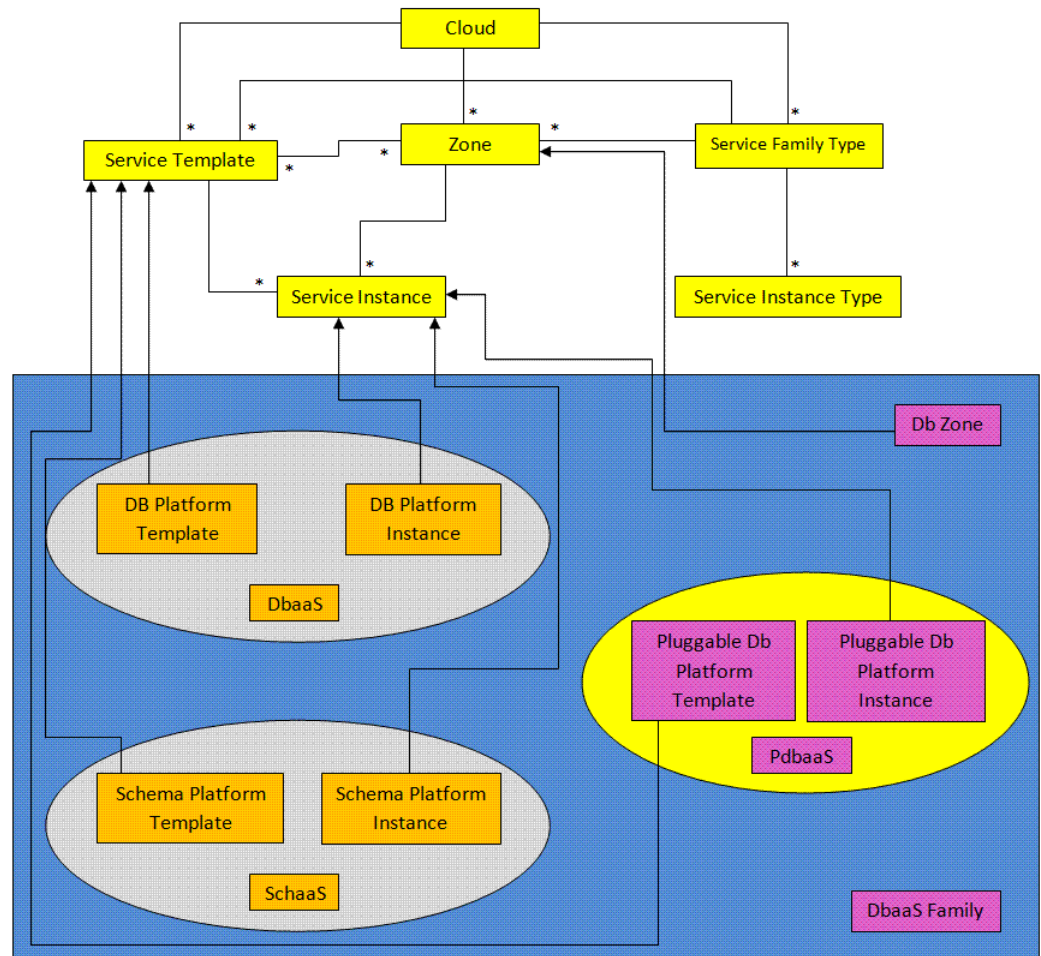 Cloud
*
*
*
*
*
Service Template
*
*
Zone
*
Service Family Type
*
*
*
Service Instance
Service Instance Type
Db Zone
DB Platform
Template
DB Platform
Instance
DbaaS
Pluggable Db
Platform
Template
Pluggable Db
Platform
Instance
PdbaaS
Schema Platform
Template
Schema Platform
Instance
SchaaS
DbaaS Family